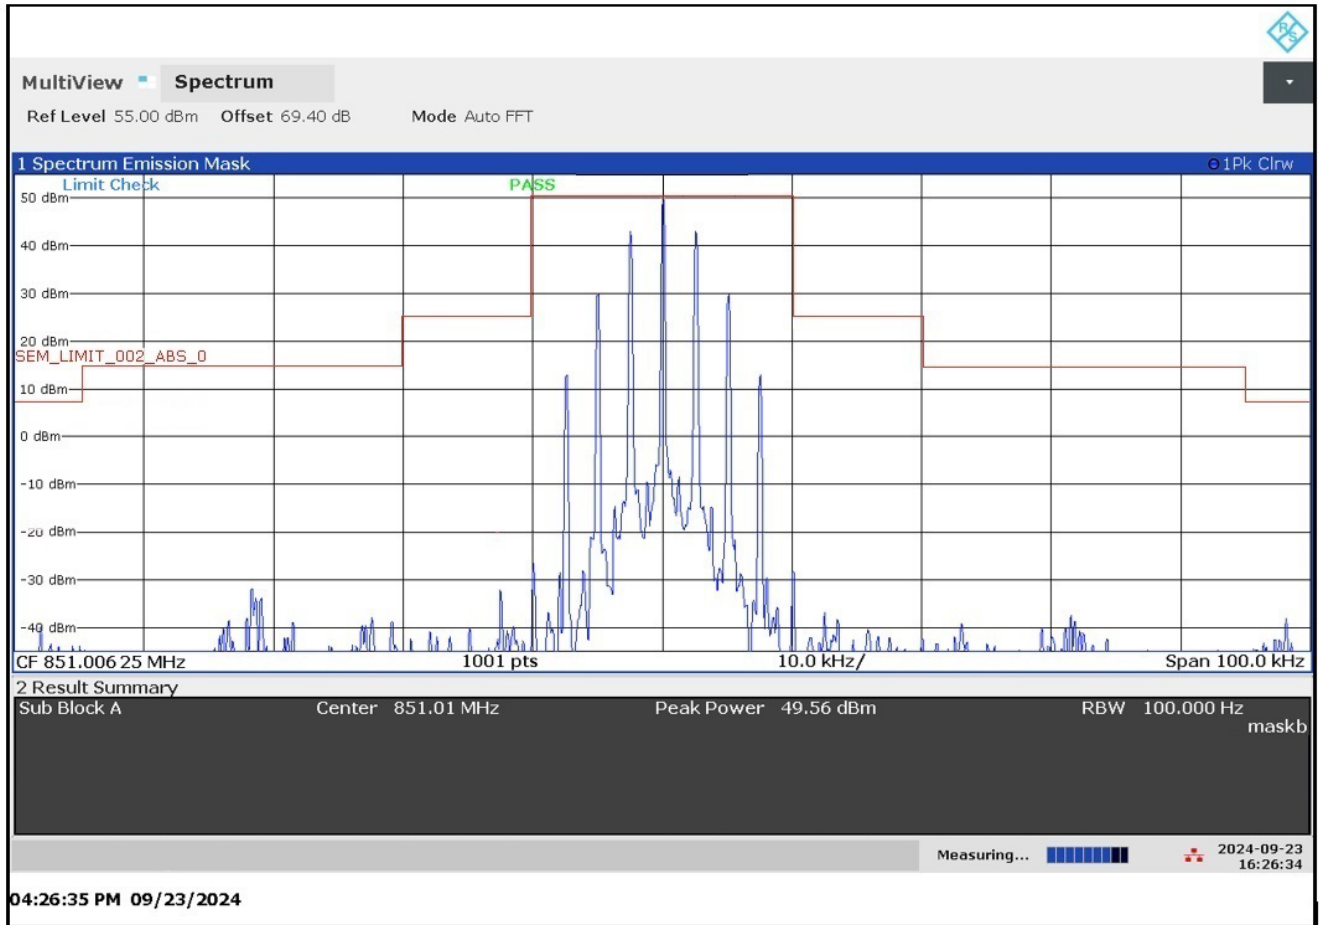 R&S
MultiView Spectrum
Ref Level 55.00 dBm Offset 69.40 dB Mode Auto FFT
1 Spectrum Emission Mask 1Pk Clrw
Limit Check PASS
50 dBm
40 dBm
30 dBm
20 dBm
SEM_LIMIT_002_ABS_0
10 dBm
0 dBm
-10 dBm
-20 dBm
-30 dBm
-40 dBm
CF 851.00625 MHz 1001 pts 10.0 kHz/ Span 100.0 kHz
2 Result Summary
Sub Block A Center 851.01 MHz Peak Power 49.56 dBm RBW 100.000 Hz
maskb
Measuring... 2024-09-23
16:26:34
04:26:35 PM 09/23/2024